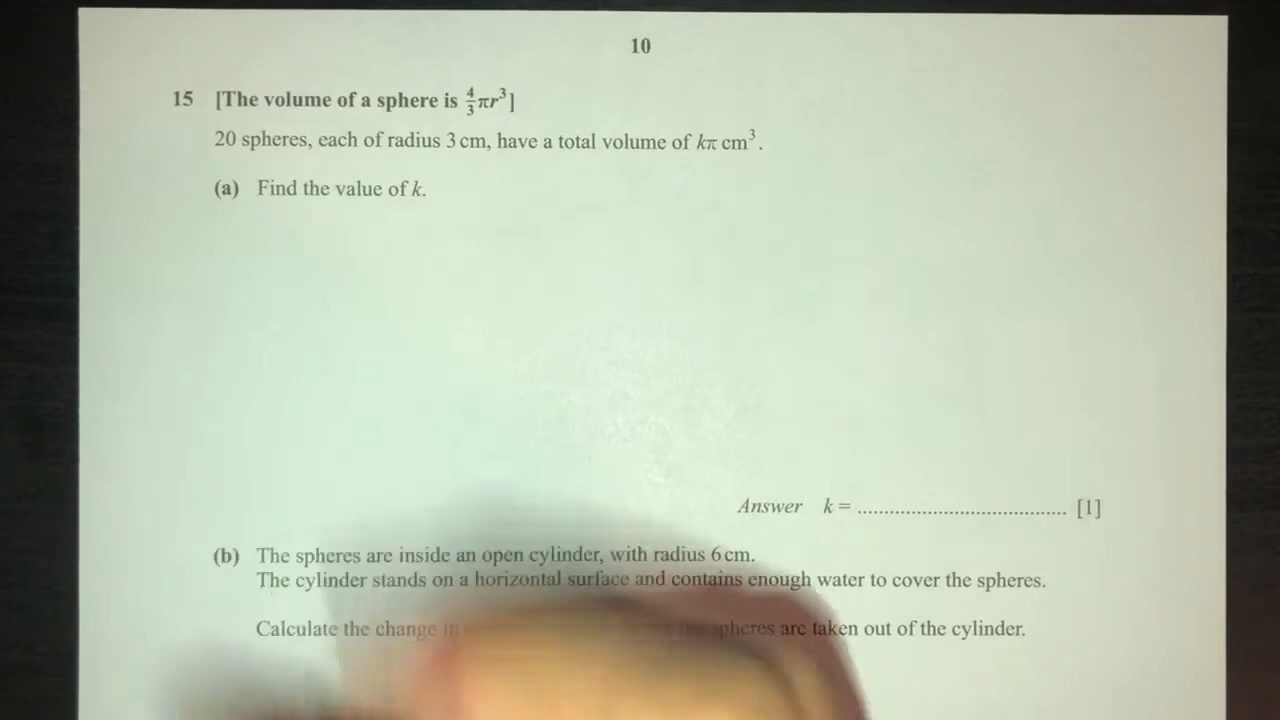 10
15 [The volume of a sphere is 4/3 πr³]
20 spheres, each of radius 3 cm, have a total volume of kπ cm³.
(a) Find the value of k.
Answer k = ...................................... [1]
(b) The spheres are inside an open cylinder, with radius 6 cm.
The cylinder stands on a horizontal surface and contains enough water to cover the spheres.
Calculate the change spheres are taken out of the cylinder.